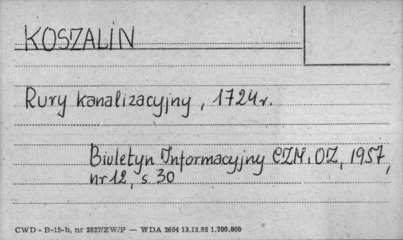 KOSZALIN
Rury kanalizacyjny, 1724r.
Biuletyn Informacyjny CZM.OZ, 1957,
nr 12, s 30
CWD - B-15-b, nr 2827/ZW/P — WDA 2694 13.12.52 1.700.000